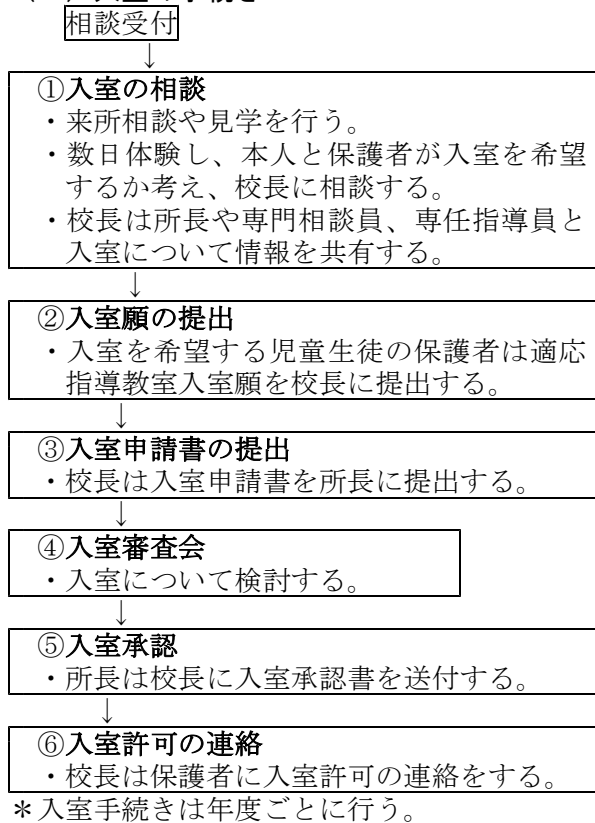 相談受付
↓
①入室の相談
・来所相談や見学を行う。
・数日体験し、本人と保護者が入室を希望
するか考え、校長に相談する。
・校長は所長や専門相談員、専任指導員と
入室について情報を共有する。
↓
②入室願の提出
・入室を希望する児童生徒の保護者は適応
指導教室入室願を校長に提出する。
↓
③入室申請書の提出
・校長は入室申請書を所長に提出する。
↓
④入室審査会
・入室について検討する。
↓
⑤入室承認
・所長は校長に入室承認書を送付する。
↓
⑥入室許可の連絡
・校長は保護者に入室許可の連絡をする。
＊入室手続きは年度ごとに行う。